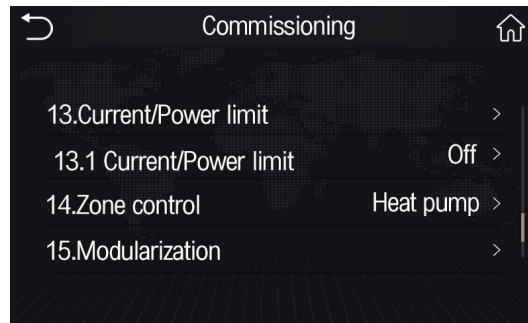 Commissioning
13.Current/Power limit
13.1 Current/Power limit Off
14.Zone control Heat pump
15.Modularization